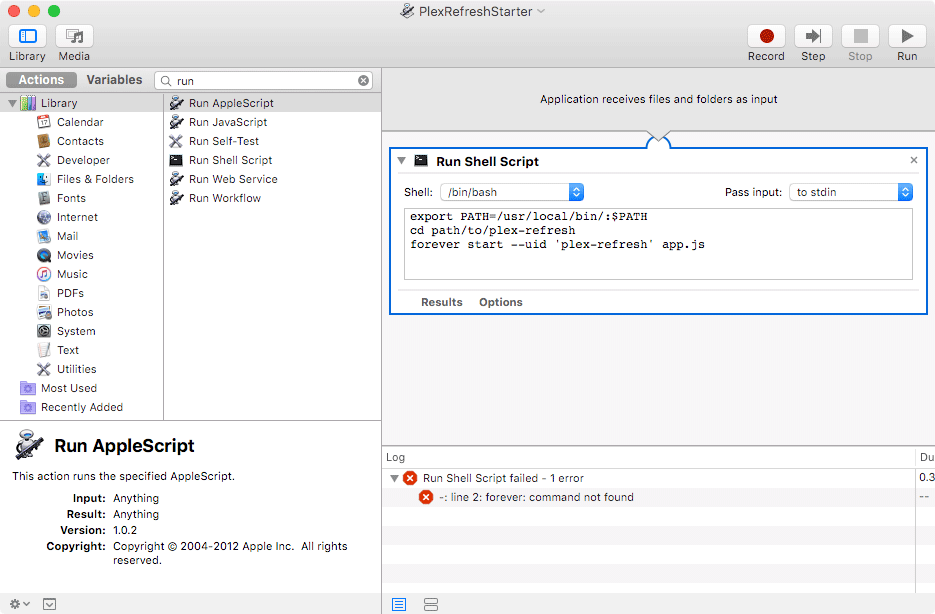 PlexRefreshStarter
Library
Media
Record
Step
Stop
Run
Actions
Variables
run
Library
Calendar
17
Contacts
Developer
Files & Folders
Fonts
Internet
Mail
Movies
Music
PDFs
Photos
System
Text
Utilities
Most Used
Recently Added
Run AppleScript
Run JavaScript
Run Self-Test
Run Shell Script
Run Web Service
Run Workflow
Run AppleScript
This action runs the specified AppleScript.
Input: Anything
Result: Anything
Version: 1.0.2
Copyright: Copyright © 2004-2012 Apple Inc. All rights
reserved.
Application receives files and folders as input
Run Shell Script
Shell: /bin/bash
Pass input: to stdin
export PATH=/usr/local/bin/:$PATH
cd path/to/plex-refresh
forever start --uid 'plex-refresh' app.js
Results
Options
Log
Du
Run Shell Script failed - 1 error
0.3
-: line 2: forever: command not found
--